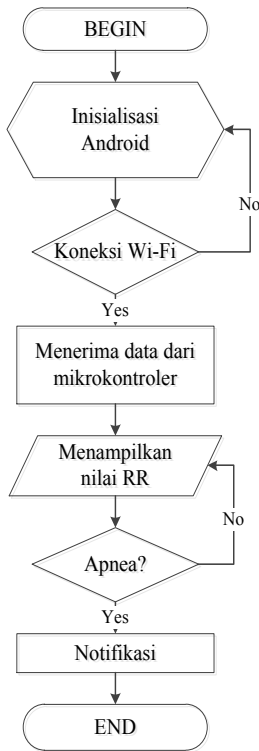 BEGIN
Inisialisasi
Android
No
Koneksi Wi-Fi
Yes
Menerima data dari
mikrokontroler
Menampilkan
nilai RR
No
Apnea?
Yes
Notifikasi
END